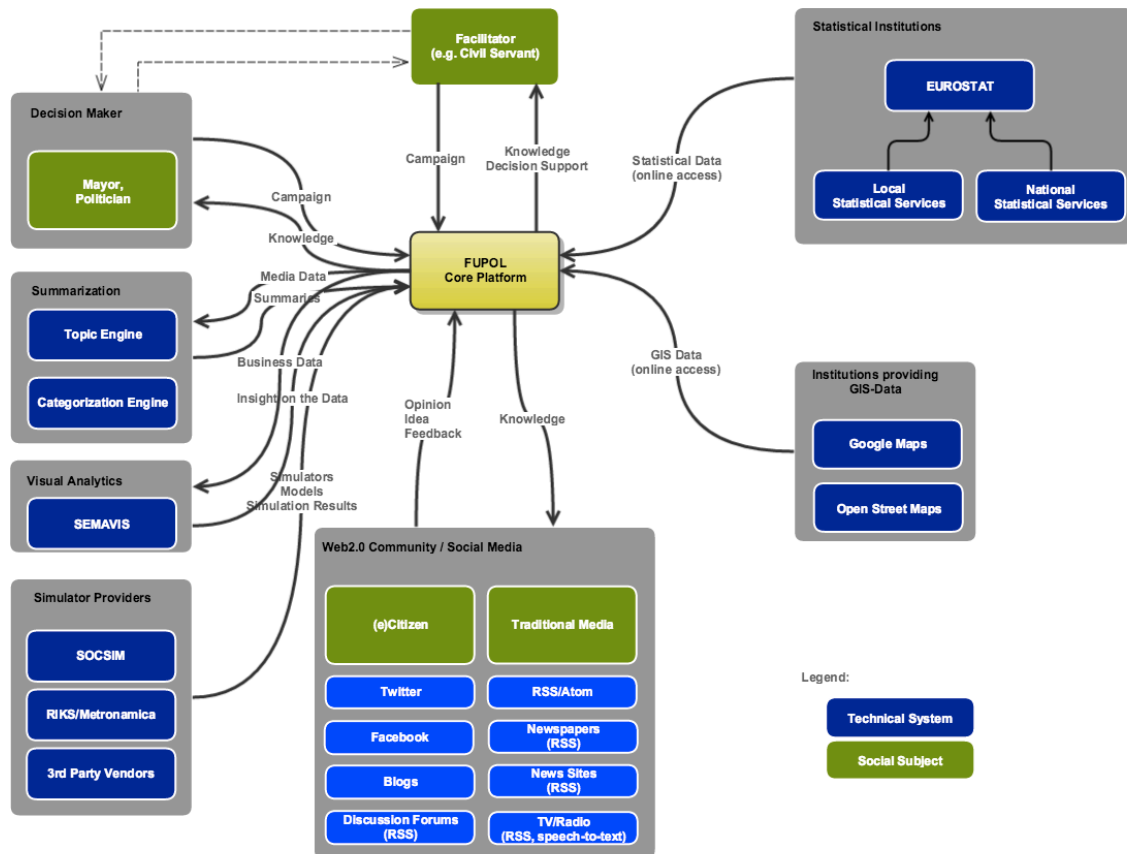 Facilitator
(e.g. Civil Servant)
Statistical Institutions
EUROSTAT
Local
Statistical Services
National
Statistical Services
Decision Maker
Mayor,
Politician
Campaign
Knowledge
Campaign
Knowledge
Decision Support
Statistical Data
(online access)
FUPOL
Core Platform
Summarization
Topic Engine
Categorization Engine
Media Data
Summaries
Business Data
Insight on the Data
GIS Data
(online access)
Institutions providing
GIS-Data
Google Maps
Open Street Maps
Opinion
Idea
Feedback
Knowledge
Visual Analytics
SEMAVIS
Simulators
Models
Simulation Results
Simulator Providers
SOCSIM
RIKS/Metronamica
3rd Party Vendors
Web2.0 Community / Social Media
(e)Citizen
Traditional Media
Twitter
RSS/Atom
Facebook
Newspapers
(RSS)
Blogs
News Sites
(RSS)
Discussion Forums
(RSS)
TV/Radio
(RSS, speech-to-text)
Legend:
Technical System
Social Subject